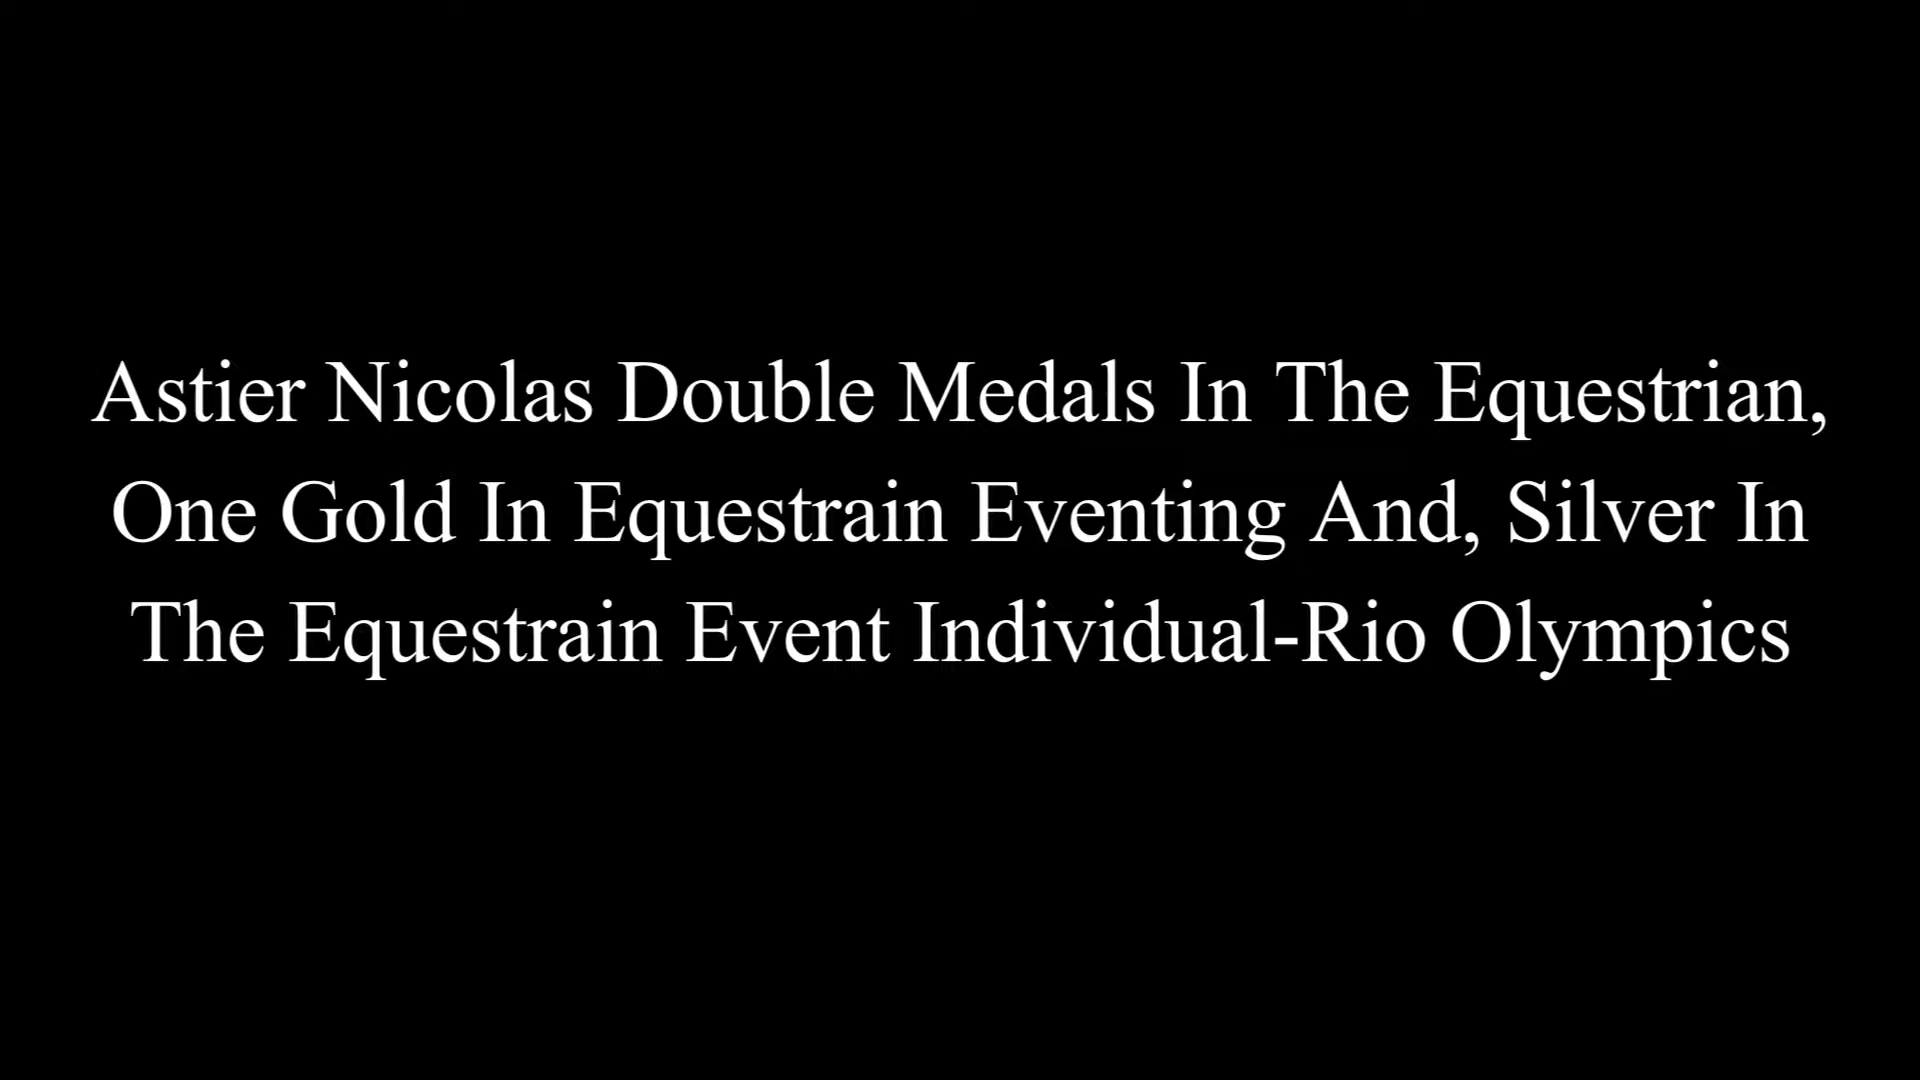 Astier Nicolas Double Medals In The Equestrian,
One Gold In Equestrain Eventing And, Silver In
The Equestrain Event Individual-Rio Olympics